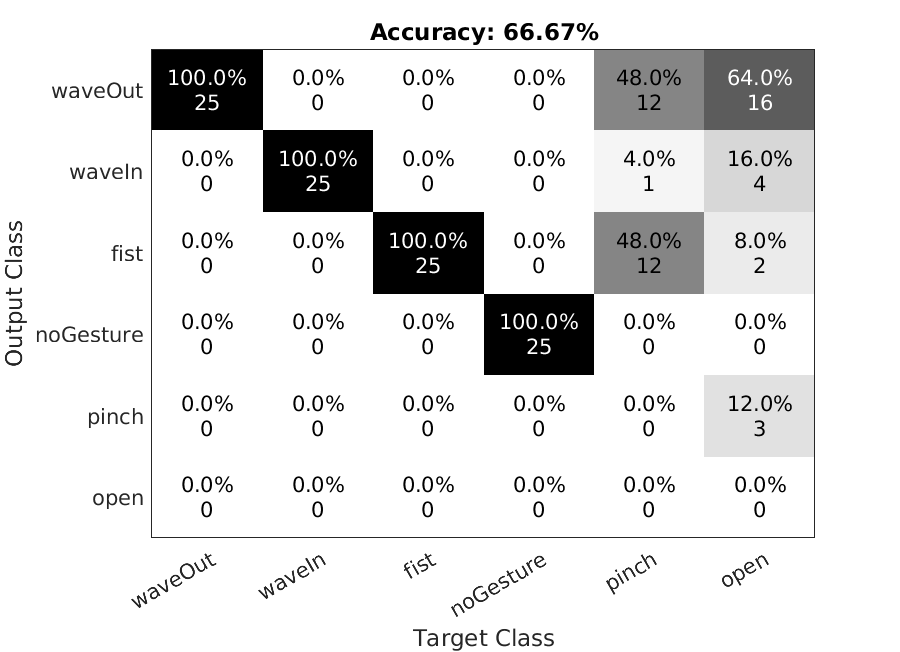 Accuracy: 66.67%
waveOut 100.0% 0.0% 0.0% 0.0% 48.0% 64.0%
25 0 0 0 12 16
waveIn 0.0% 100.0% 0.0% 0.0% 4.0% 16.0%
0 25 0 0 1 4
fist 0.0% 0.0% 100.0% 0.0% 48.0% 8.0%
0 0 25 0 12 2
noGesture 0.0% 0.0% 0.0% 100.0% 0.0% 0.0%
0 0 0 25 0 0
pinch 0.0% 0.0% 0.0% 0.0% 0.0% 12.0%
0 0 0 0 0 3
open 0.0% 0.0% 0.0% 0.0% 0.0% 0.0%
0 0 0 0 0 0
Output Class
waveOut waveIn fist noGesture pinch open
Target Class